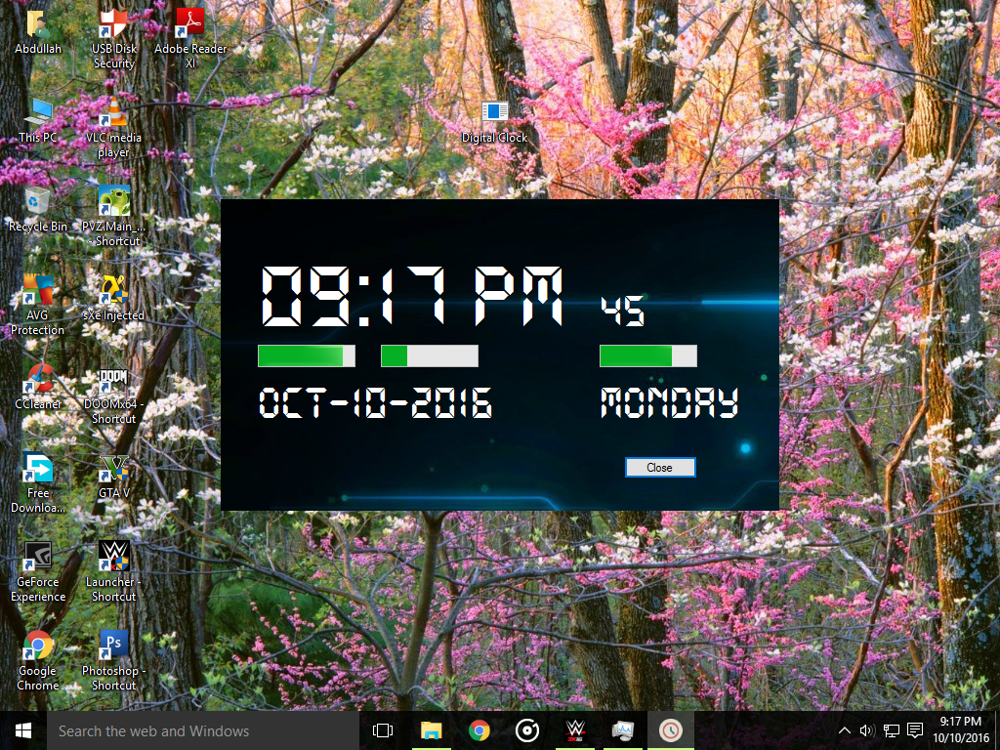 Abdullah
USB Disk
Security
Adobe Reader
XI
This PC
VLC media
player
Digital Clock
Recycle Bin
PVZ.Main_...
- Shortcut
AVG
Protection
sXe Injected
CCleaner
DOOM
DOOMx64 -
Shortcut
Free
Downloa...
GTA V
GeForce
Experience
Launcher -
Shortcut
Google
Chrome
Ps
Photoshop -
Shortcut
09:17 PM
45
OCT-10-2016
MONDAY
Close
Search the web and Windows
9:17 PM
10/10/2016